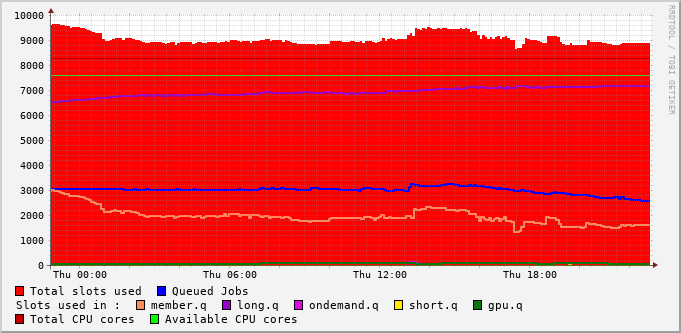 10000
9000
8000
7000
6000
5000
4000
3000
2000
1000
0
Thu 00:00 Thu 06:00 Thu 12:00 Thu 18:00
RRDTOOL / TOBI OETIKER
Total slots used Queued Jobs
Slots used in : member.q long.q ondemand.q short.q gpu.q
Total CPU cores Available CPU cores